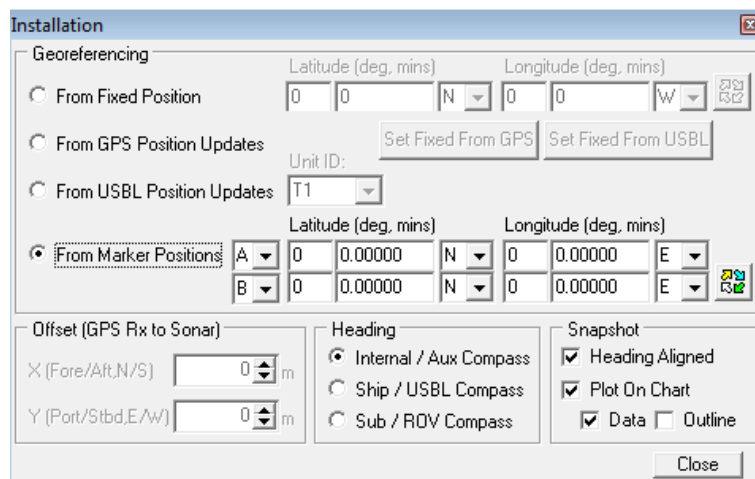 Installation
Georeferencing
Latitude (deg, mins) Longitude (deg, mins)
From Fixed Position 0 0 N 0 0 W
From GPS Position Updates Set Fixed From GPS Set Fixed From USBL
Unit ID:
From USBL Position Updates T1
Latitude (deg, mins) Longitude (deg, mins)
From Marker Positions A 0 0.00000 N 0 0.00000 E
B 0 0.00000 N 0 0.00000 E
Offset (GPS Rx to Sonar)
X (Fore/Aft,N/S) 0 m
Y (Port/Stbd,E/W) 0 m
Heading
Internal / Aux Compass
Ship / USBL Compass
Sub / ROV Compass
Snapshot
Heading Aligned
Plot On Chart
Data Outline
Close